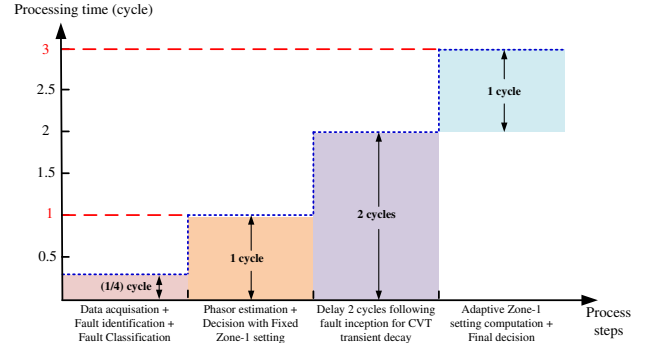 Processing time (cycle)
3
2.5
1 cycle
2
1.5
2 cycles
1
1 cycle
0.5
(1/4) cycle
Data acquisation +
Fault identification +
Fault Classification
Phasor estimation +
Decision with Fixed
Zone-1 setting
Delay 2 cycles following
fault inception for CVT
transient decay
Adaptive Zone-1
setting computation +
Final decision
Process
steps